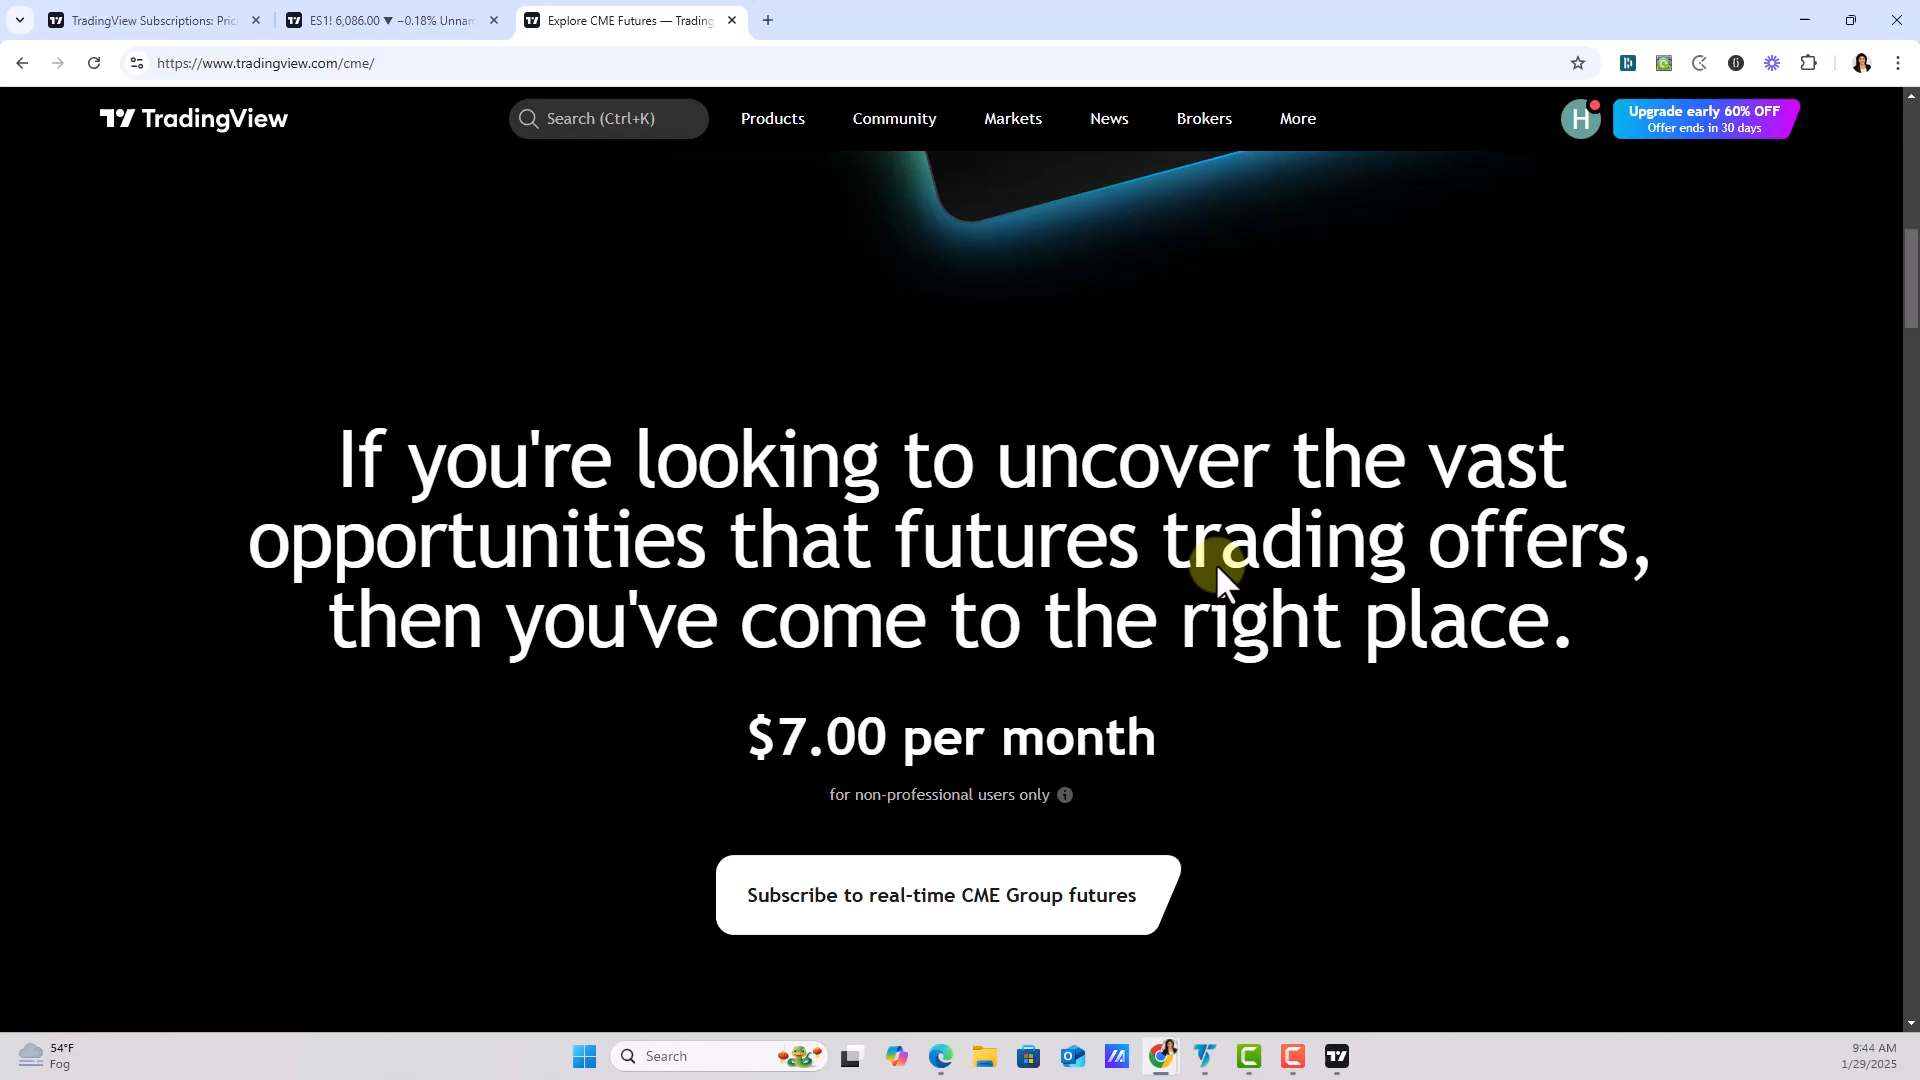 TradingView Subscriptions: Pric
ES1! 6,086.00 ▼ −0.18% Unnam
Explore CME Futures — Trading
https://www.tradingview.com/cme/
TradingView
Search (Ctrl+K)
Products
Community
Markets
News
Brokers
More
H
Upgrade early 60% OFF
Offer ends in 30 days
If you're looking to uncover the vast
opportunities that futures trading offers,
then you've come to the right place.
$7.00 per month
for non-professional users only
Subscribe to real-time CME Group futures
54°F
Fog
Search
9:44 AM
1/29/2025